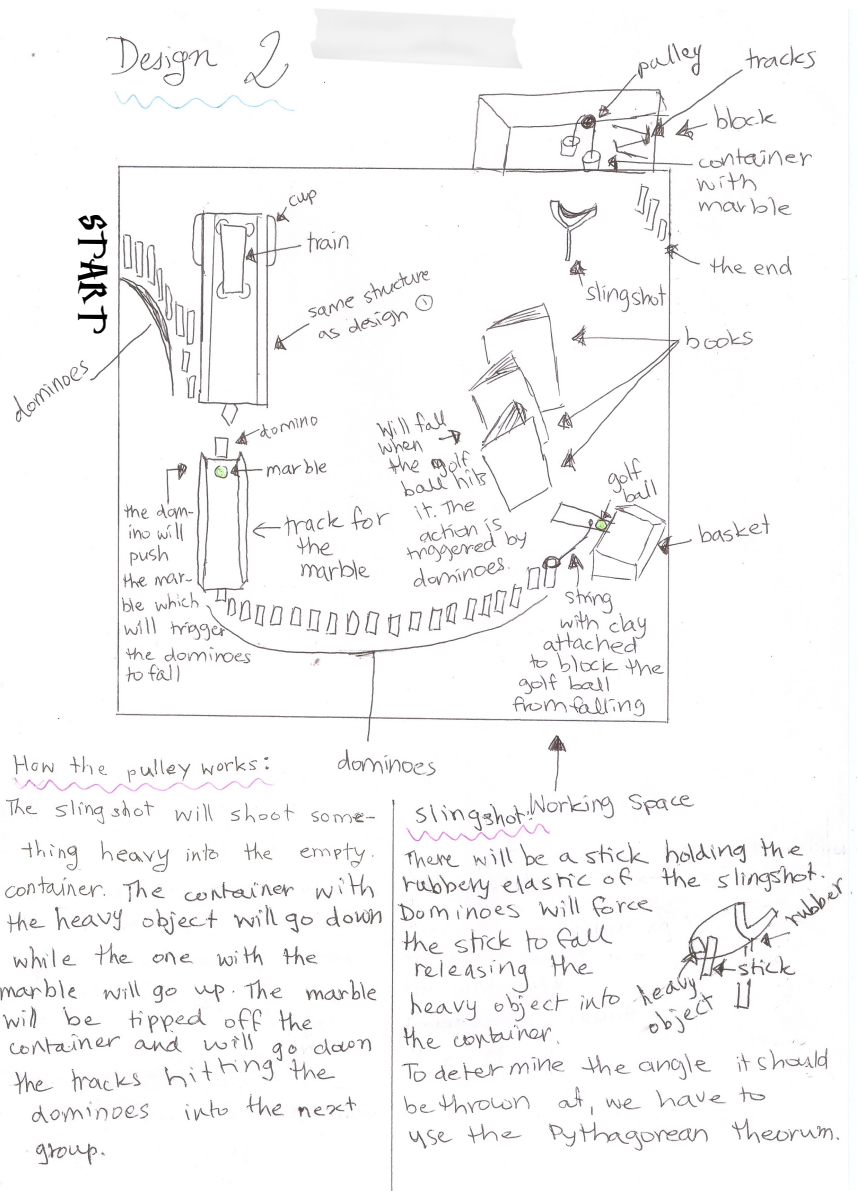 Design 2
pulley
tracks
block
container
with
marble
the end
slingshot
START
cup
train
same structure
as design ①
dominoes
books
domino
marble
Will fall
when
the golf
ball hits
it. The
action is
triggered by
dominoes.
golf
ball
basket
the dom-
ino will
push
the mar-
ble which
will trigger
the dominoes
to fall
track for
the
marble
string
with clay
attached
to block the
golf ball
from falling
dominoes
How the pulley works:
The slingshot will shoot some-
thing heavy into the empty.
container. The container with
the heavy object will go down
while the one with the
marble will go up. The marble
will be tipped off the
container and will go down
the tracks hitting the
dominoes into the next
group.
Working Space
slingshot:
There will be a stick holding the
rubbery elastic of the slingshot.
Dominoes will force
the stick to fall
releasing the
heavy object into
the container.
rubber
stick
heavy
object
To determine the angle it should
be thrown at, we have to
use the Pythagorean theorum.